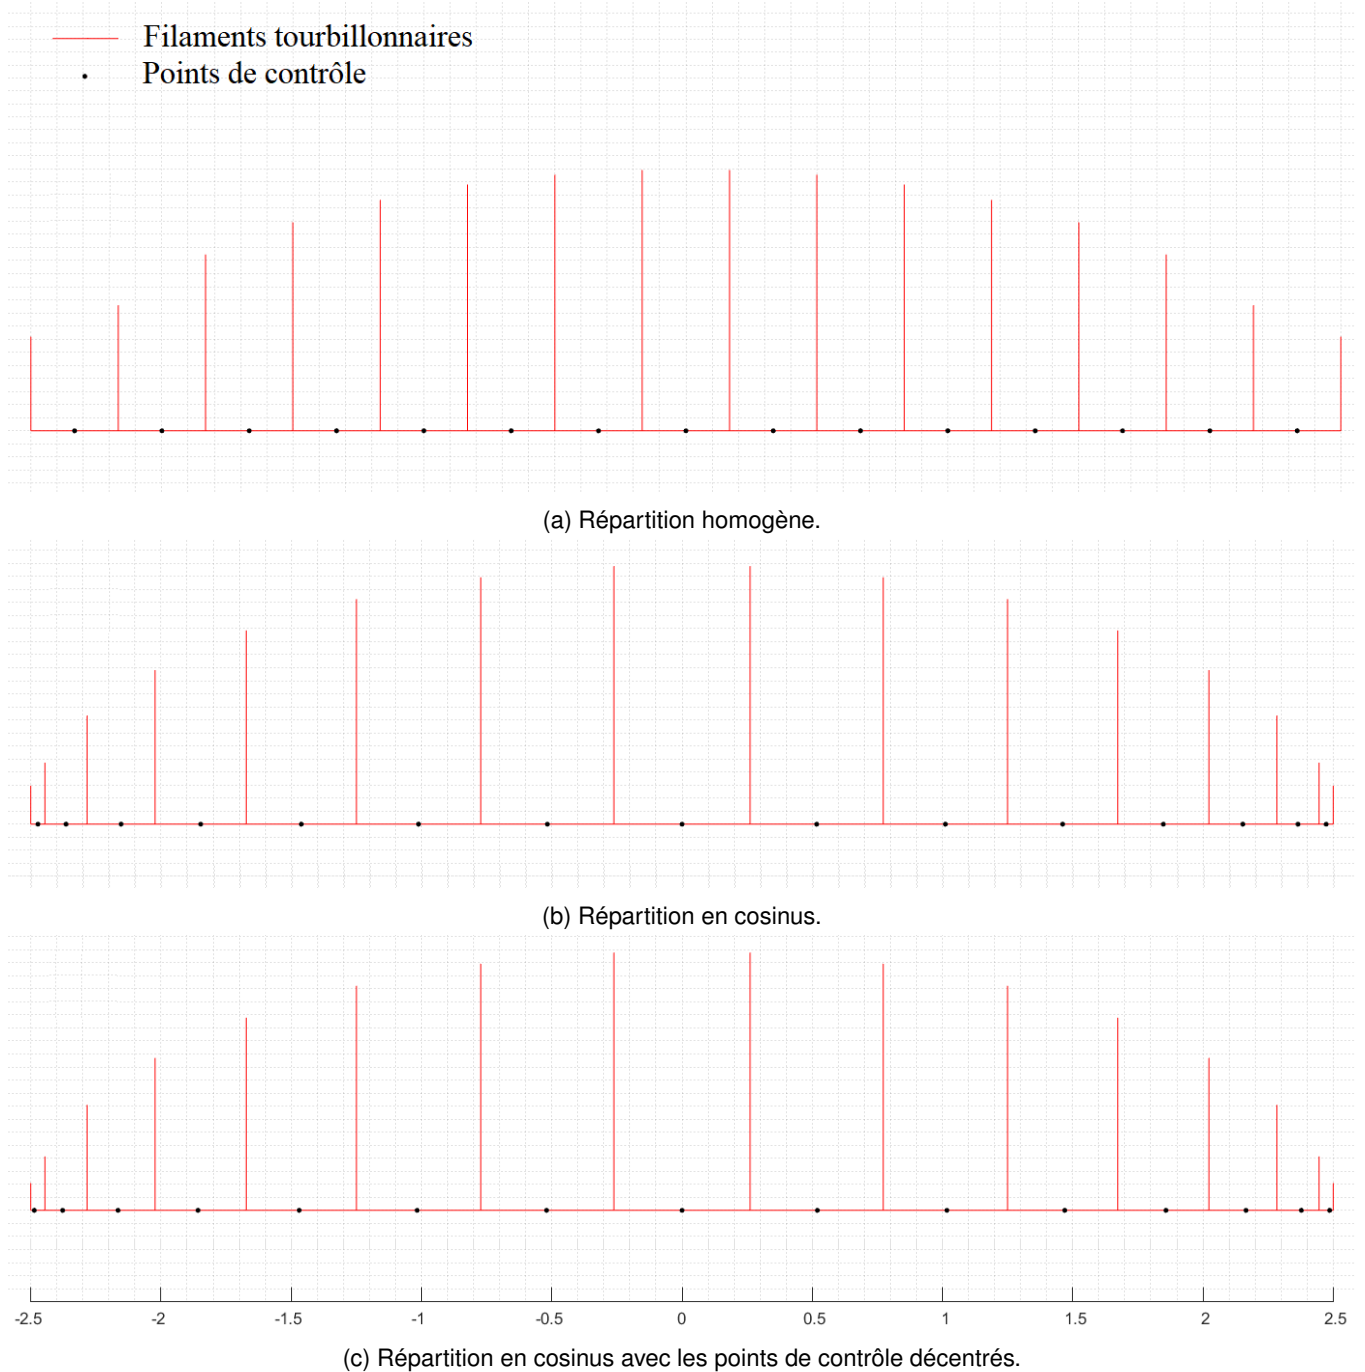 Filaments tourbillonnaires
Points de contrôle
(a) Répartition homogène.
(b) Répartition en cosinus.
-2.5 -2 -1.5 -1 -0.5 0 0.5 1 1.5 2 2.5
(c) Répartition en cosinus avec les points de contrôle décentrés.